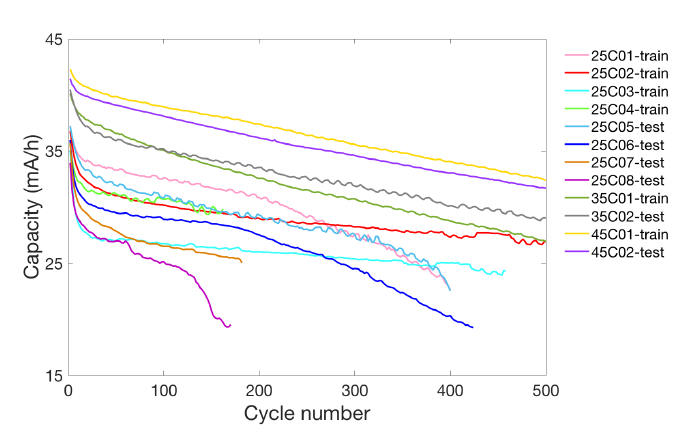 45
35
25
15
Capacity (mA/h)
0
100
200
300
400
500
Cycle number
25C01-train
25C02-train
25C03-train
25C04-train
25C05-test
25C06-test
25C07-test
25C08-test
35C01-train
35C02-test
45C01-train
45C02-test